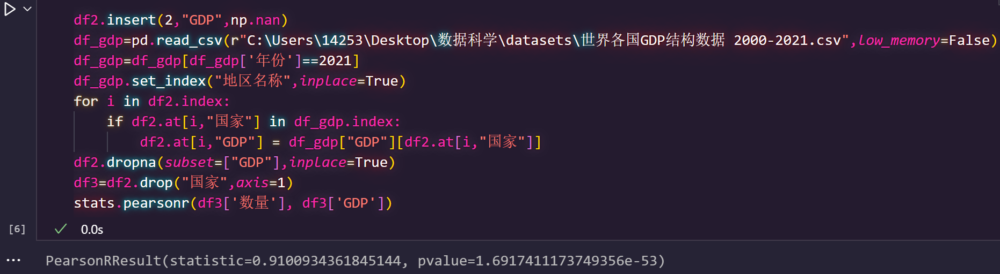 df2.insert(2,"GDP",np.nan)
df_gdp=pd.read_csv(r"C:\Users\14253\Desktop\数据科学\datasets\世界各国GDP结构数据 2000-2021.csv",low_memory=False)
df_gdp=df_gdp[df_gdp['年份']==2021]
df_gdp.set_index("地区名称",inplace=True)
for i in df2.index:
    if df2.at[i,"国家"] in df_gdp.index:
        df2.at[i,"GDP"] = df_gdp["GDP"][df2.at[i,"国家"]]
df2.dropna(subset=["GDP"],inplace=True)
df3=df2.drop("国家",axis=1)
stats.pearsonr(df3['数量'], df3['GDP'])
[6] 0.0s
PearsonRResult(statistic=0.9100934361845144, pvalue=1.6917411173749356e-53)